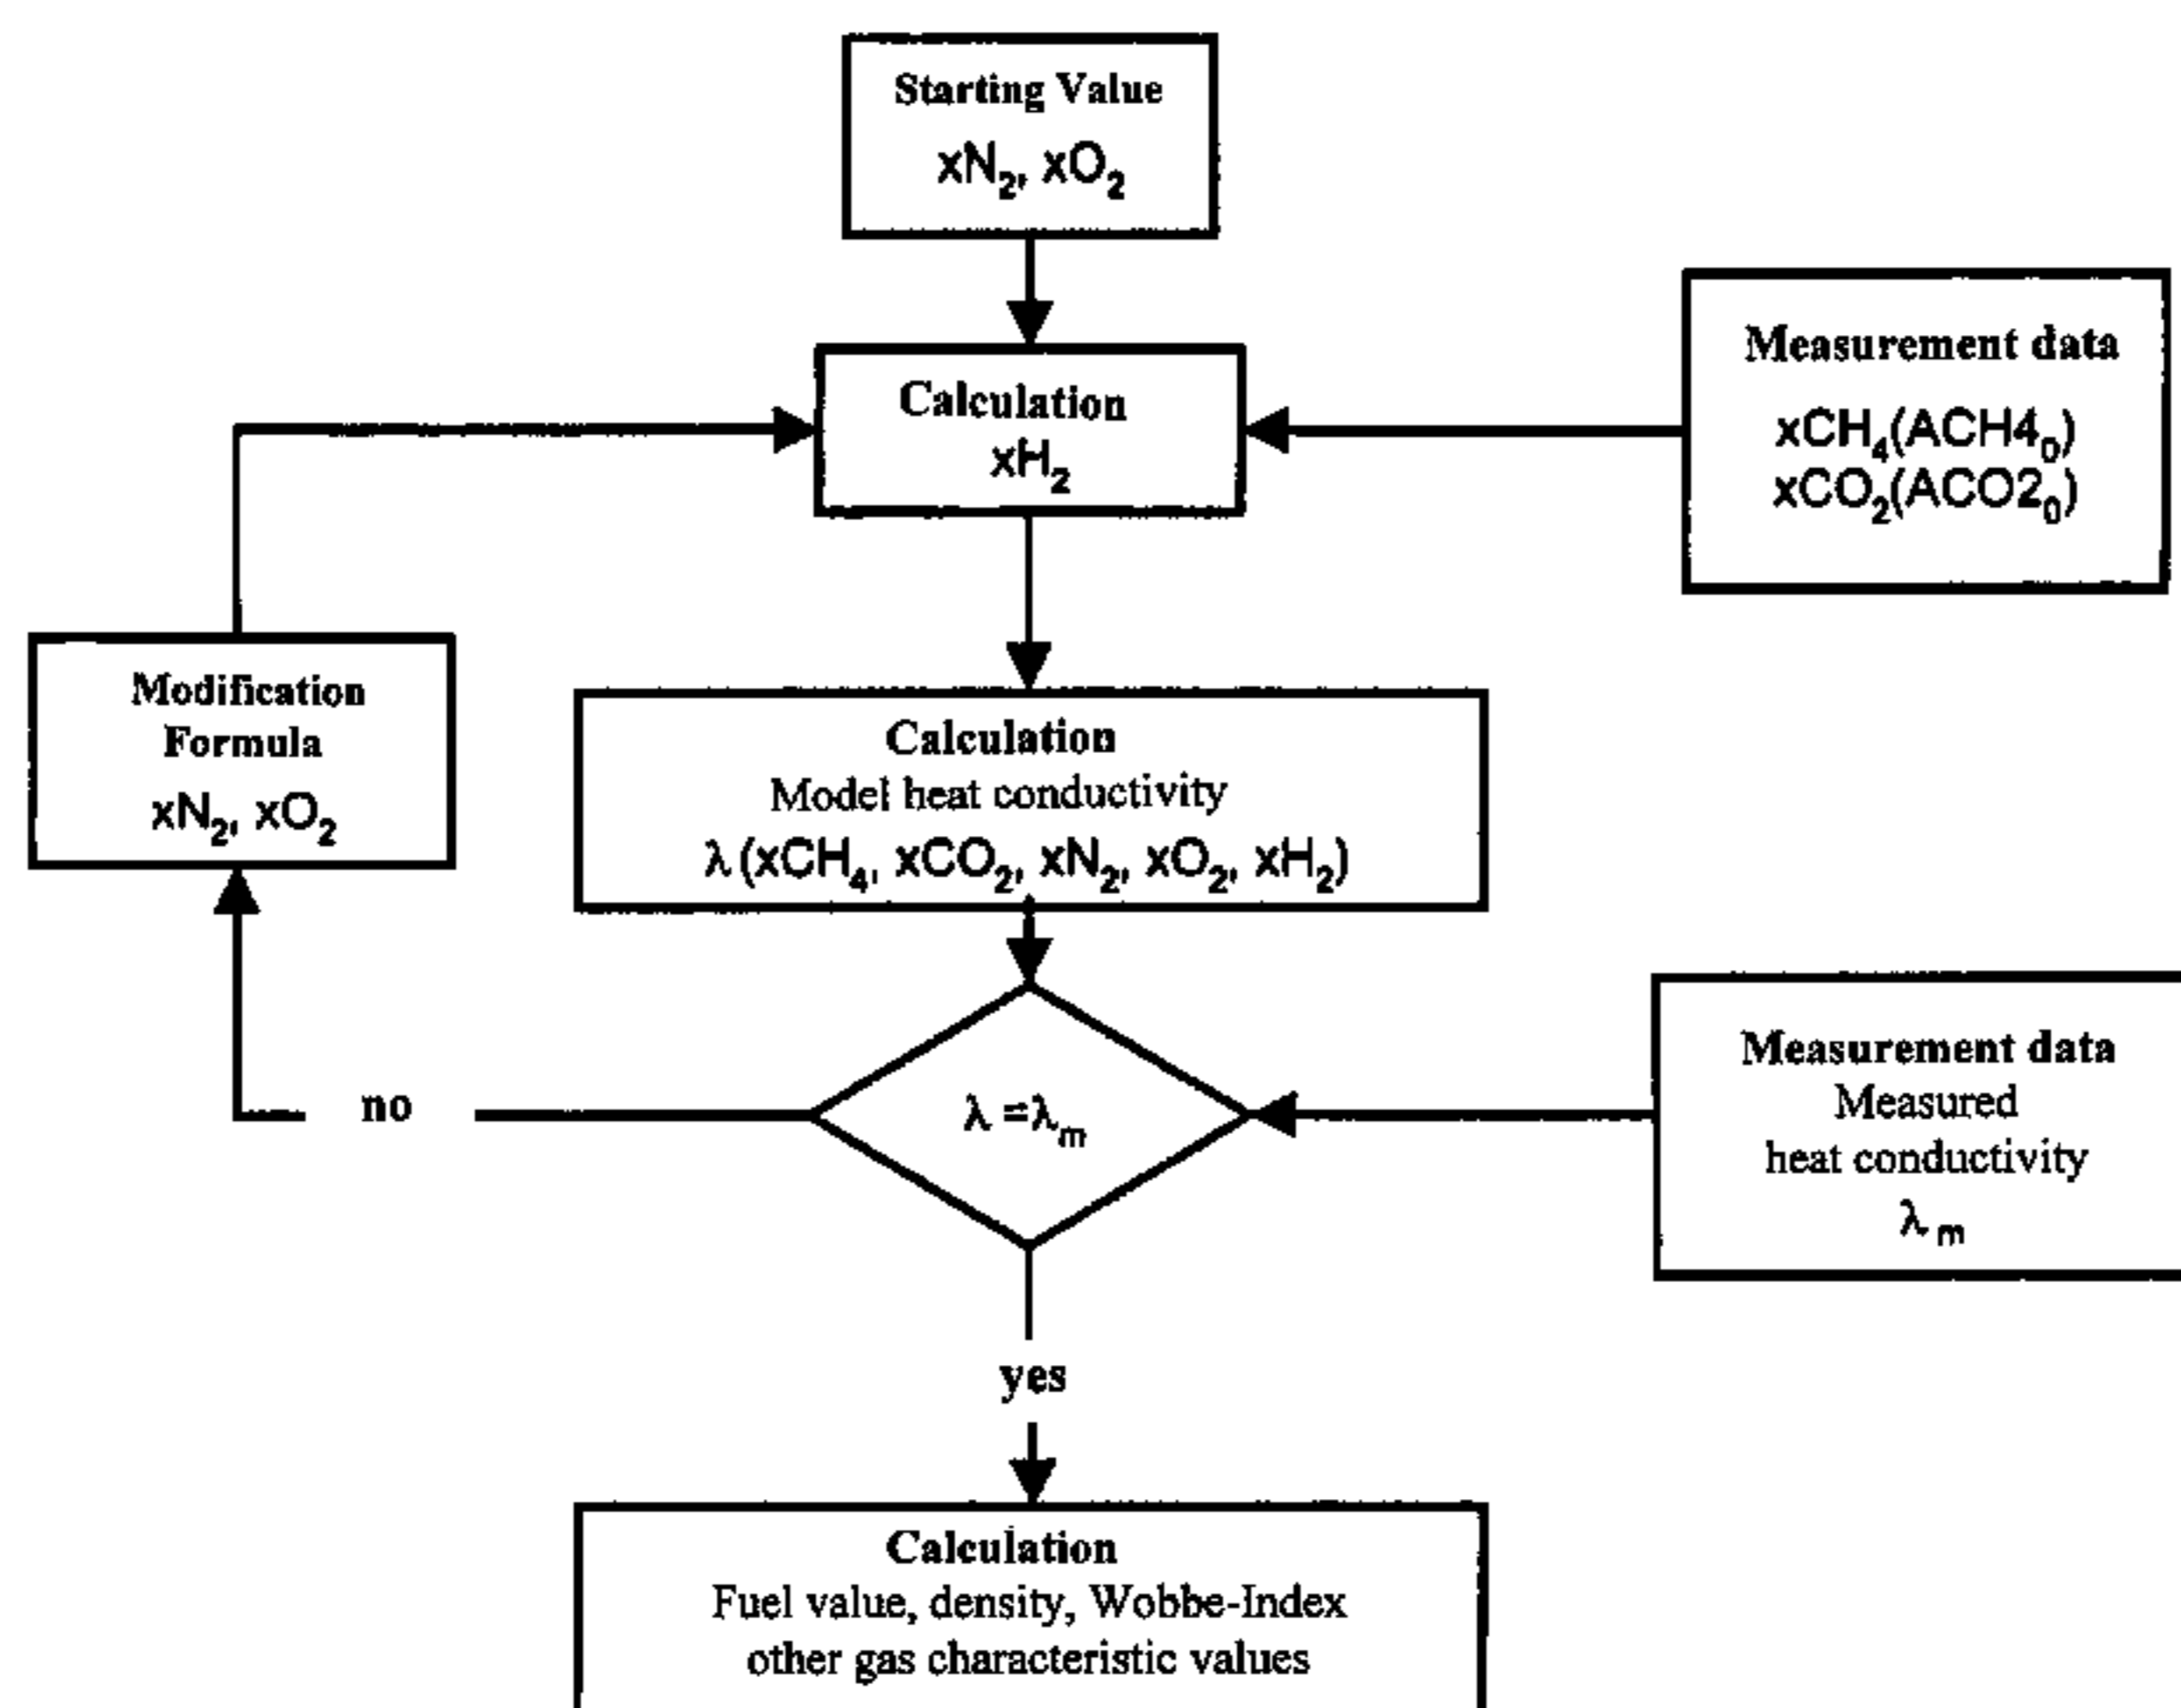 Starting Value
xN₂, xO₂
Calculation
xH₂
Measurement data
xCH₄(ACH4₀)
xCO₂(ACO2₀)
Modification
Formula
xN₂, xO₂
Calculation
Model heat conductivity
λ (xCH₄, xCO₂, xN₂, xO₂, xH₂)
λ =λₘ
no
Measurement data
Measured
heat conductivity
λ ₘ
yes
Calculation
Fuel value, density, Wobbe-Index
other gas characteristic values